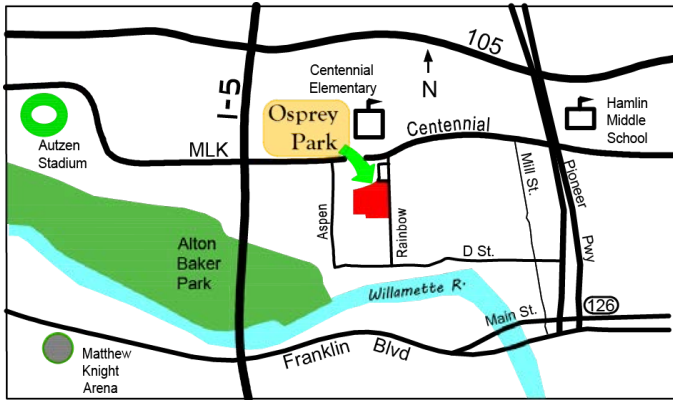 105
I-5
Centennial
Elementary
N
Hamlin
Middle
School
Osprey
Park
Centennial
Autzen
Stadium
MLK
Mill St.
Pioneer
Pwy
Aspen
Rainbow
D St.
Alton
Baker
Park
Willamette R.
Main St.
126
Franklin Blvd
Matthew
Knight
Arena